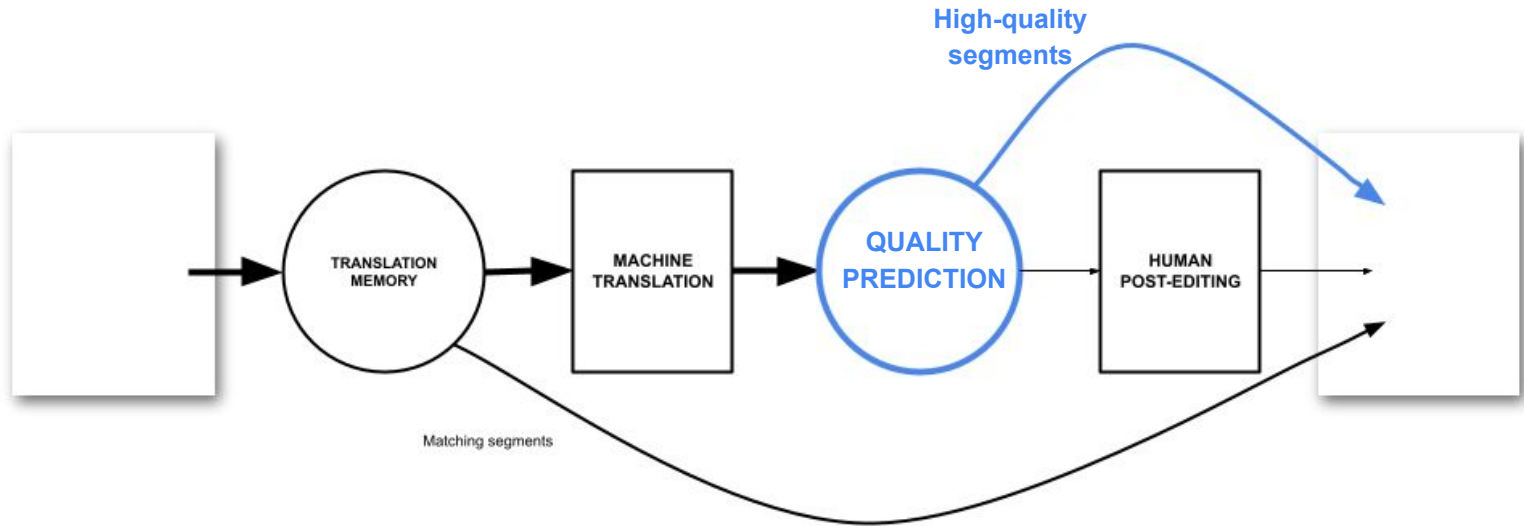 High-quality
segments
TRANSLATION
MEMORY
MACHINE
TRANSLATION
QUALITY
PREDICTION
HUMAN
POST-EDITING
Matching segments